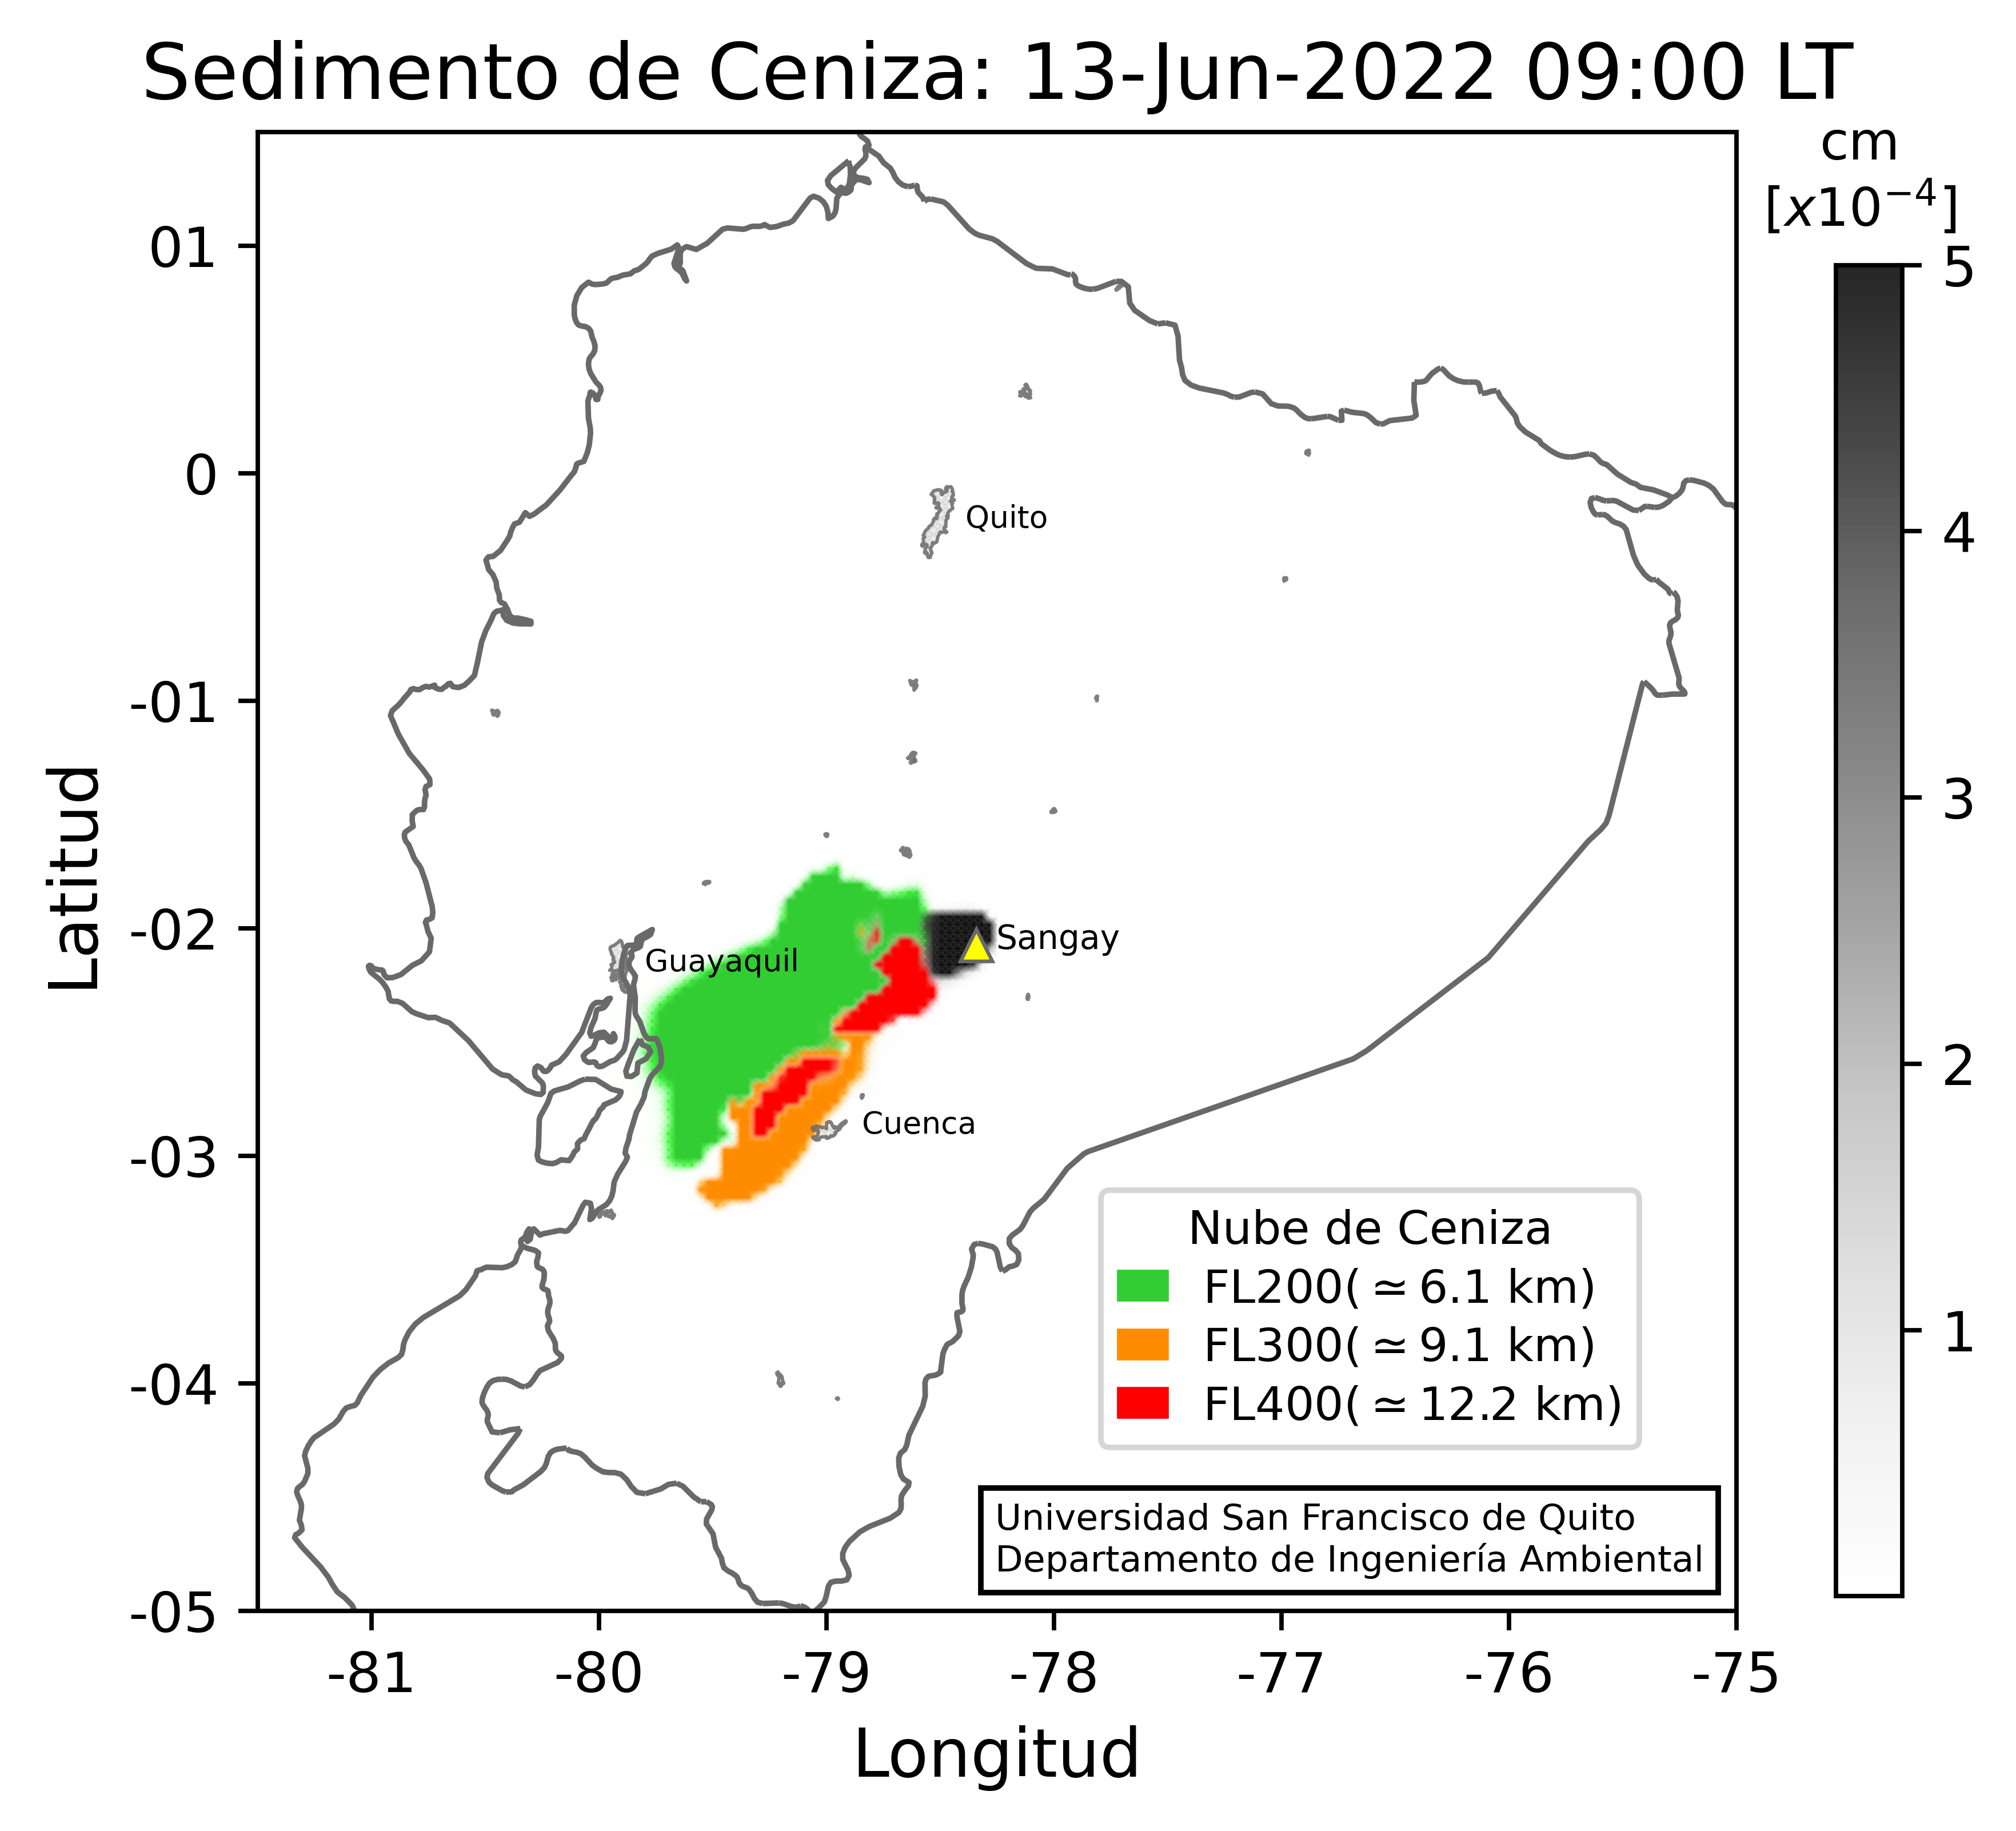 Sedimento de Ceniza: 13-Jun-2022 09:00 LT
cm
[x10⁻⁴]
5
4
3
2
1
01
0
-01
-02
-03
-04
-05
Latitud
Quito
Sangay
Guayaquil
Cuenca
Nube de Ceniza
FL200( ≃ 6.1 km)
FL300( ≃ 9.1 km)
FL400( ≃ 12.2 km)
Universidad San Francisco de Quito
Departamento de Ingeniería Ambiental
-81
-80
-79
-78
-77
-76
-75
Longitud